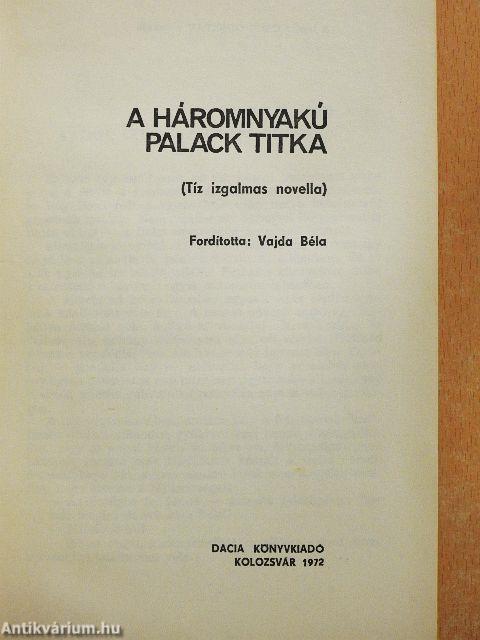 A HÁROMNYAKÚ
PALACK TITKA
(Tíz izgalmas novella)
Fordította: Vajda Béla
DACIA KÖNYVKIADÓ
KOLOZSVÁR 1972
Antikvárium.hu